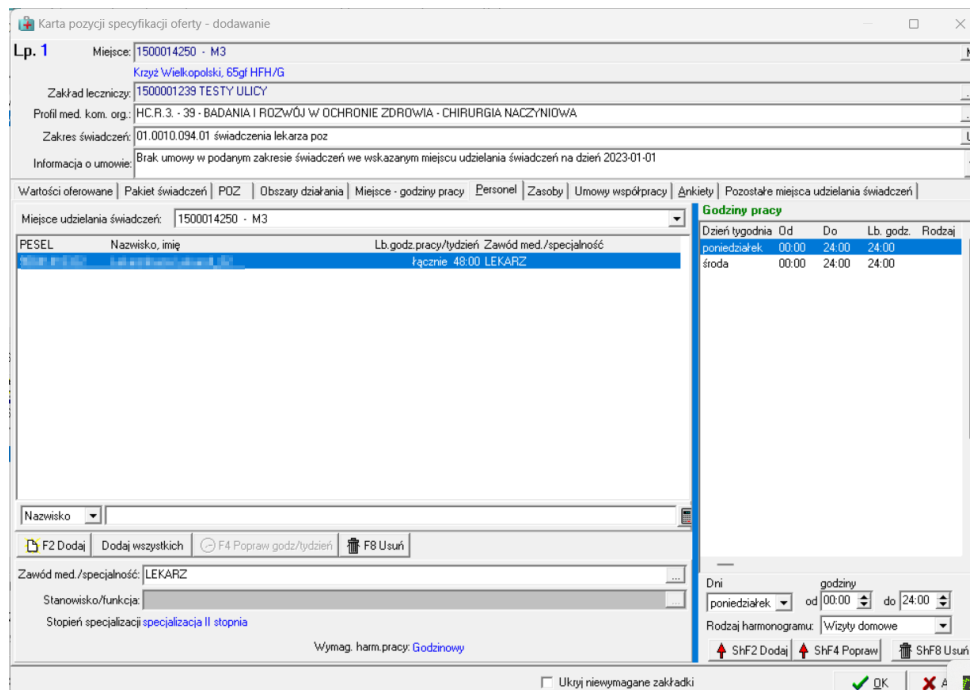 Karta pozycji specyfikacji oferty - dodawanie
Lp. 1 Miejsce: 1500014250 - M3
Krzyż Wielkopolski, 65gf HFH/G
Zakład leczniczy: 1500001239 TESTY ULICY
Profil med. kom. org.: HC.R.3. - 39 - BADANIA I ROZWÓJ W OCHRONIE ZDROWIA - CHIRURGIA NACZYNIOWA
Zakres świadczeń: 01.0010.094.01 świadczenia lekarza poz
Informacja o umowie: Brak umowy w podanym zakresie świadczeń we wskazanym miejscu udzielania świadczeń na dzień 2023-01-01
Wartości oferowane Pakiet świadczeń POZ Obszary działania Miejsce - godziny pracy Personel Zasoby Umowy współpracy Ankiety Pozostałe miejsca udzielania świadczeń
Miejsce udzielania świadczeń: 1500014250 - M3
PESEL Nazwisko, imię Lb.godz.pracy/tydzień Zawód med./specjalność
łącznie 48:00 LEKARZ
Nazwisko
F2 Dodaj Dodaj wszystkich F4 Popraw godz/tydzień F8 Usuń
Zawód med./specjalność: LEKARZ ...
Stanowisko/funkcja: ...
Stopień specjalizacji specjalizacja II stopnia
Wymag. harm.pracy: Godzinowy
Godziny pracy
Dzień tygodnia Od Do Lb. godz. Rodzaj
poniedziałek 00:00 24:00 24:00
środa 00:00 24:00 24:00
Dni godziny
poniedziałek od 00:00 do 24:00
Rodzaj harmonogramu: Wizyty domowe
ShF2 Dodaj ShF4 Popraw ShF8 Usuń
Ukryj niewymagane zakładki OK